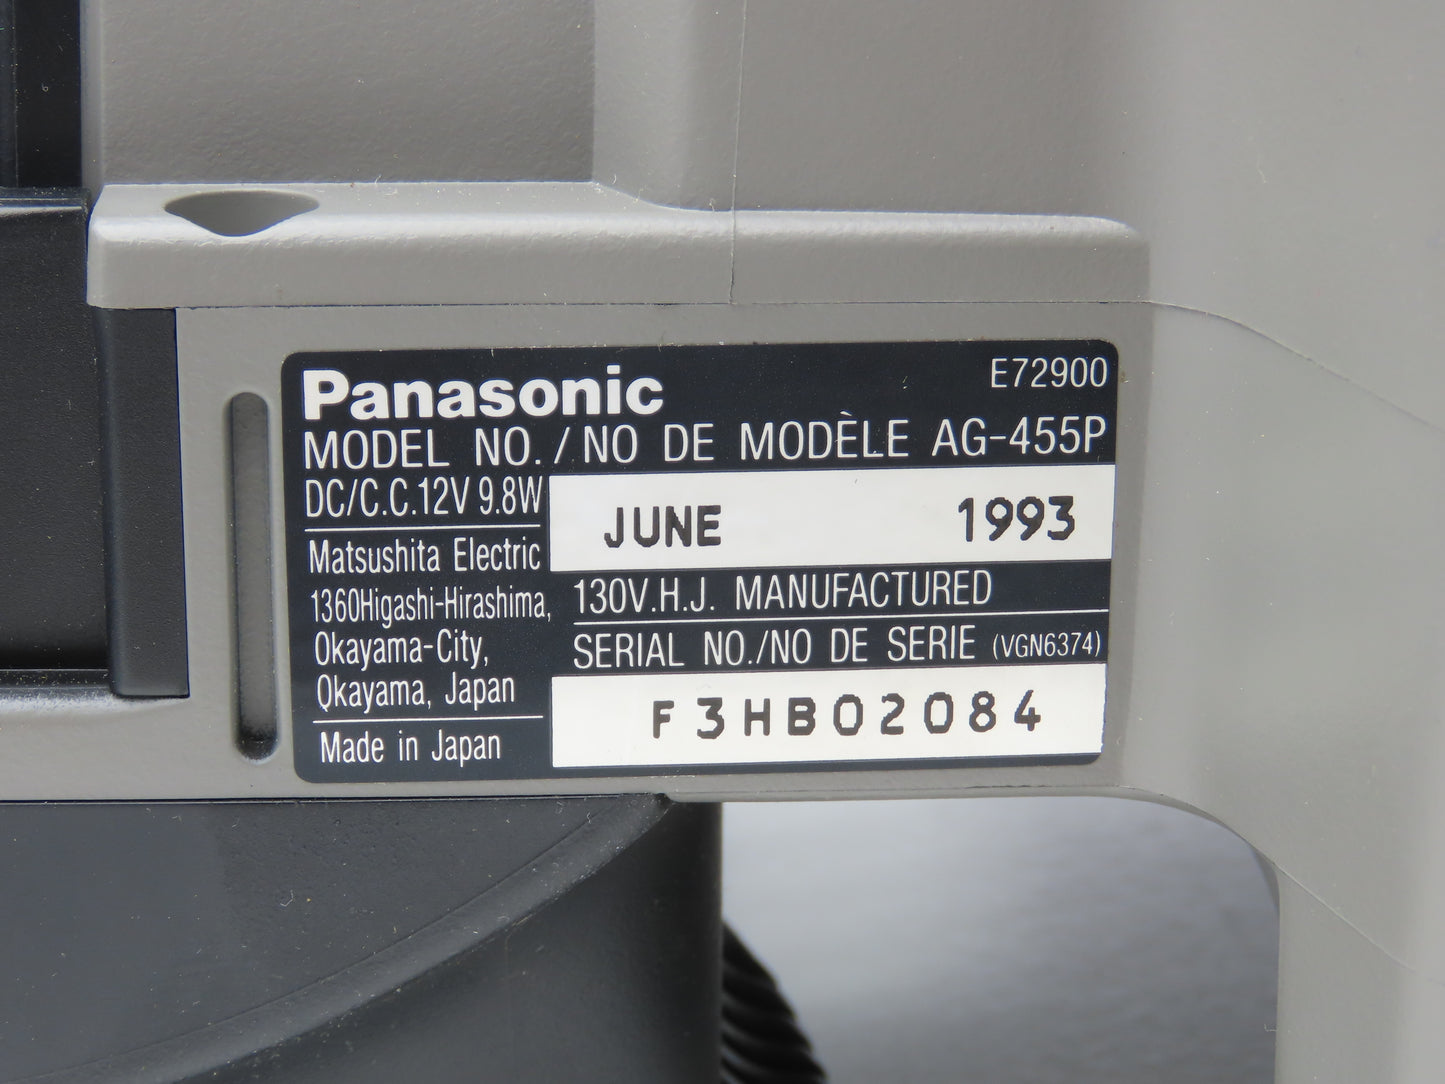 Panasonic
E72900
MODEL NO./NO DE MODÈLE AG-455P
DC/C.C.12V 9.8W
JUNE 1993
Matsushita Electric
1360Higashi-Hirashima,
Okayama-City,
Okayama, Japan
Made in Japan
130V.H.J. MANUFACTURED
SERIAL NO./NO DE SERIE (VGN6374)
F3HB02084